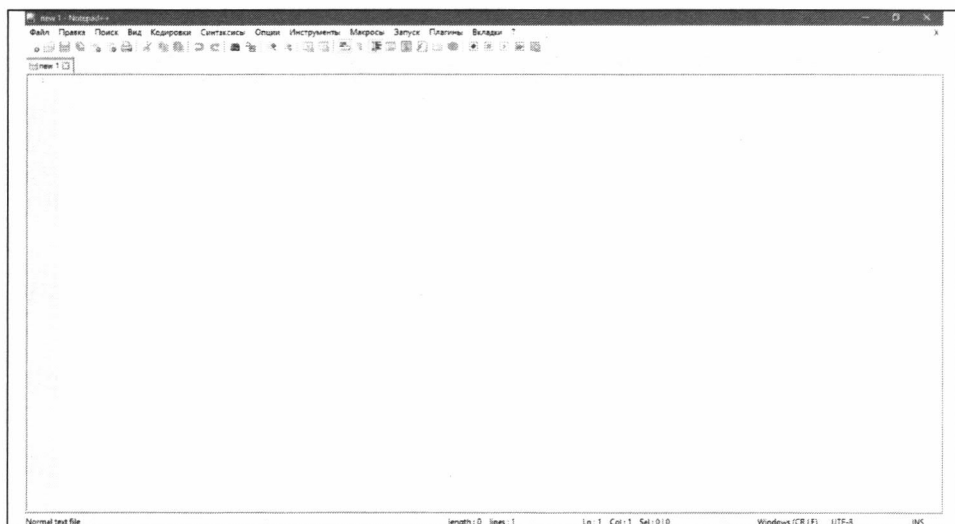 new 1 - Notepad++
Файл Правка Поиск Вид Кодировки Синтаксисы Опции Инструменты Макросы Запуск Плагины Вкладки ? X
new 1
Normal text file length : 0 lines : 1 Ln : 1 Col : 1 Sel : 0 | 0 Windows (CR LF) UTF-8 INS